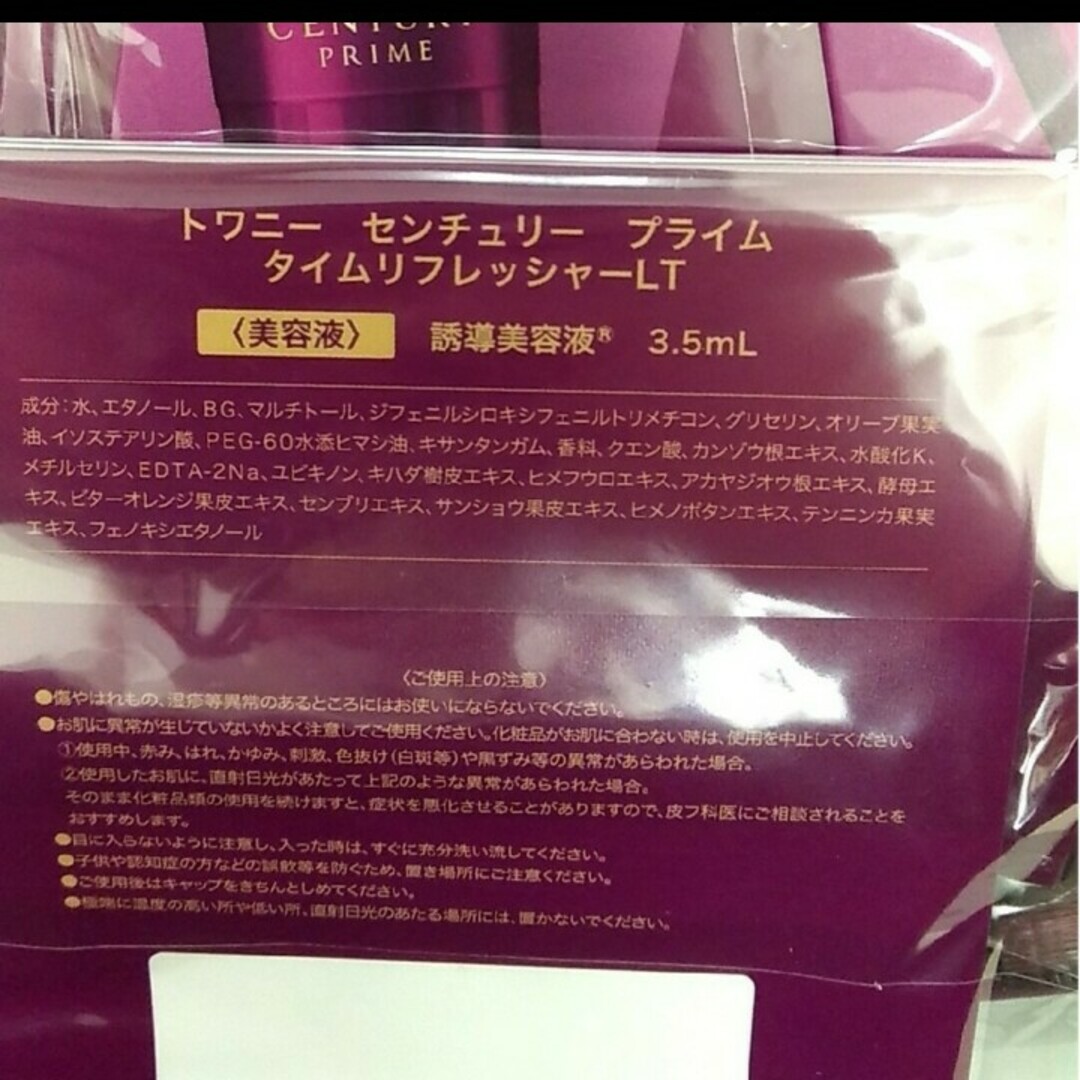 CENTURY
PRIME
トワニー センチュリー プライム
タイムリフレッシャーLT
〈美容液〉 誘導美容液® 3.5mL
成分：水、エタノール、BG、マルチトール、ジフェニルシロキシフェニルトリメチコン、グリセリン、オリーブ果実
油、イソステアリン酸、PEG-60水添ヒマシ油、キサンタンガム、香料、クエン酸、カンゾウ根エキス、水酸化K、
メチルセリン、EDTA-2Na、ユビキノン、キハダ樹皮エキス、ヒメフウロエキス、アカヤジオウ根エキス、酵母エ
キス、ビターオレンジ果皮エキス、センブリエキス、サンショウ果皮エキス、ヒメノボタンエキス、テンニンカ果実
エキス、フェノキシエタノール
〈ご使用上の注意〉
●傷やはれもの、湿疹等異常のあるところにはお使いにならないでください。
●お肌に異常が生じていないかよく注意してご使用ください。化粧品がお肌に合わない時は、使用を中止してください。
①使用中、赤み、はれ、かゆみ、刺激、色抜け（白斑等）や黒ずみ等の異常があらわれた場合。
②使用したお肌に、直射日光があたって上記のような異常があらわれた場合。
そのまま化粧品類の使用を続けますと、症状を悪化させることがありますので、皮フ科医にご相談されることを
おすすめします。
●目に入らないように注意し、入った時は、すぐに充分洗い流してください。
●子供や認知症の方などの誤飲等を防ぐため、置き場所にご注意ください。
●ご使用後はキャップをきちんとしめてください。
●極端に温度の高い所や低い所、直射日光のあたる場所には、置かないでください。